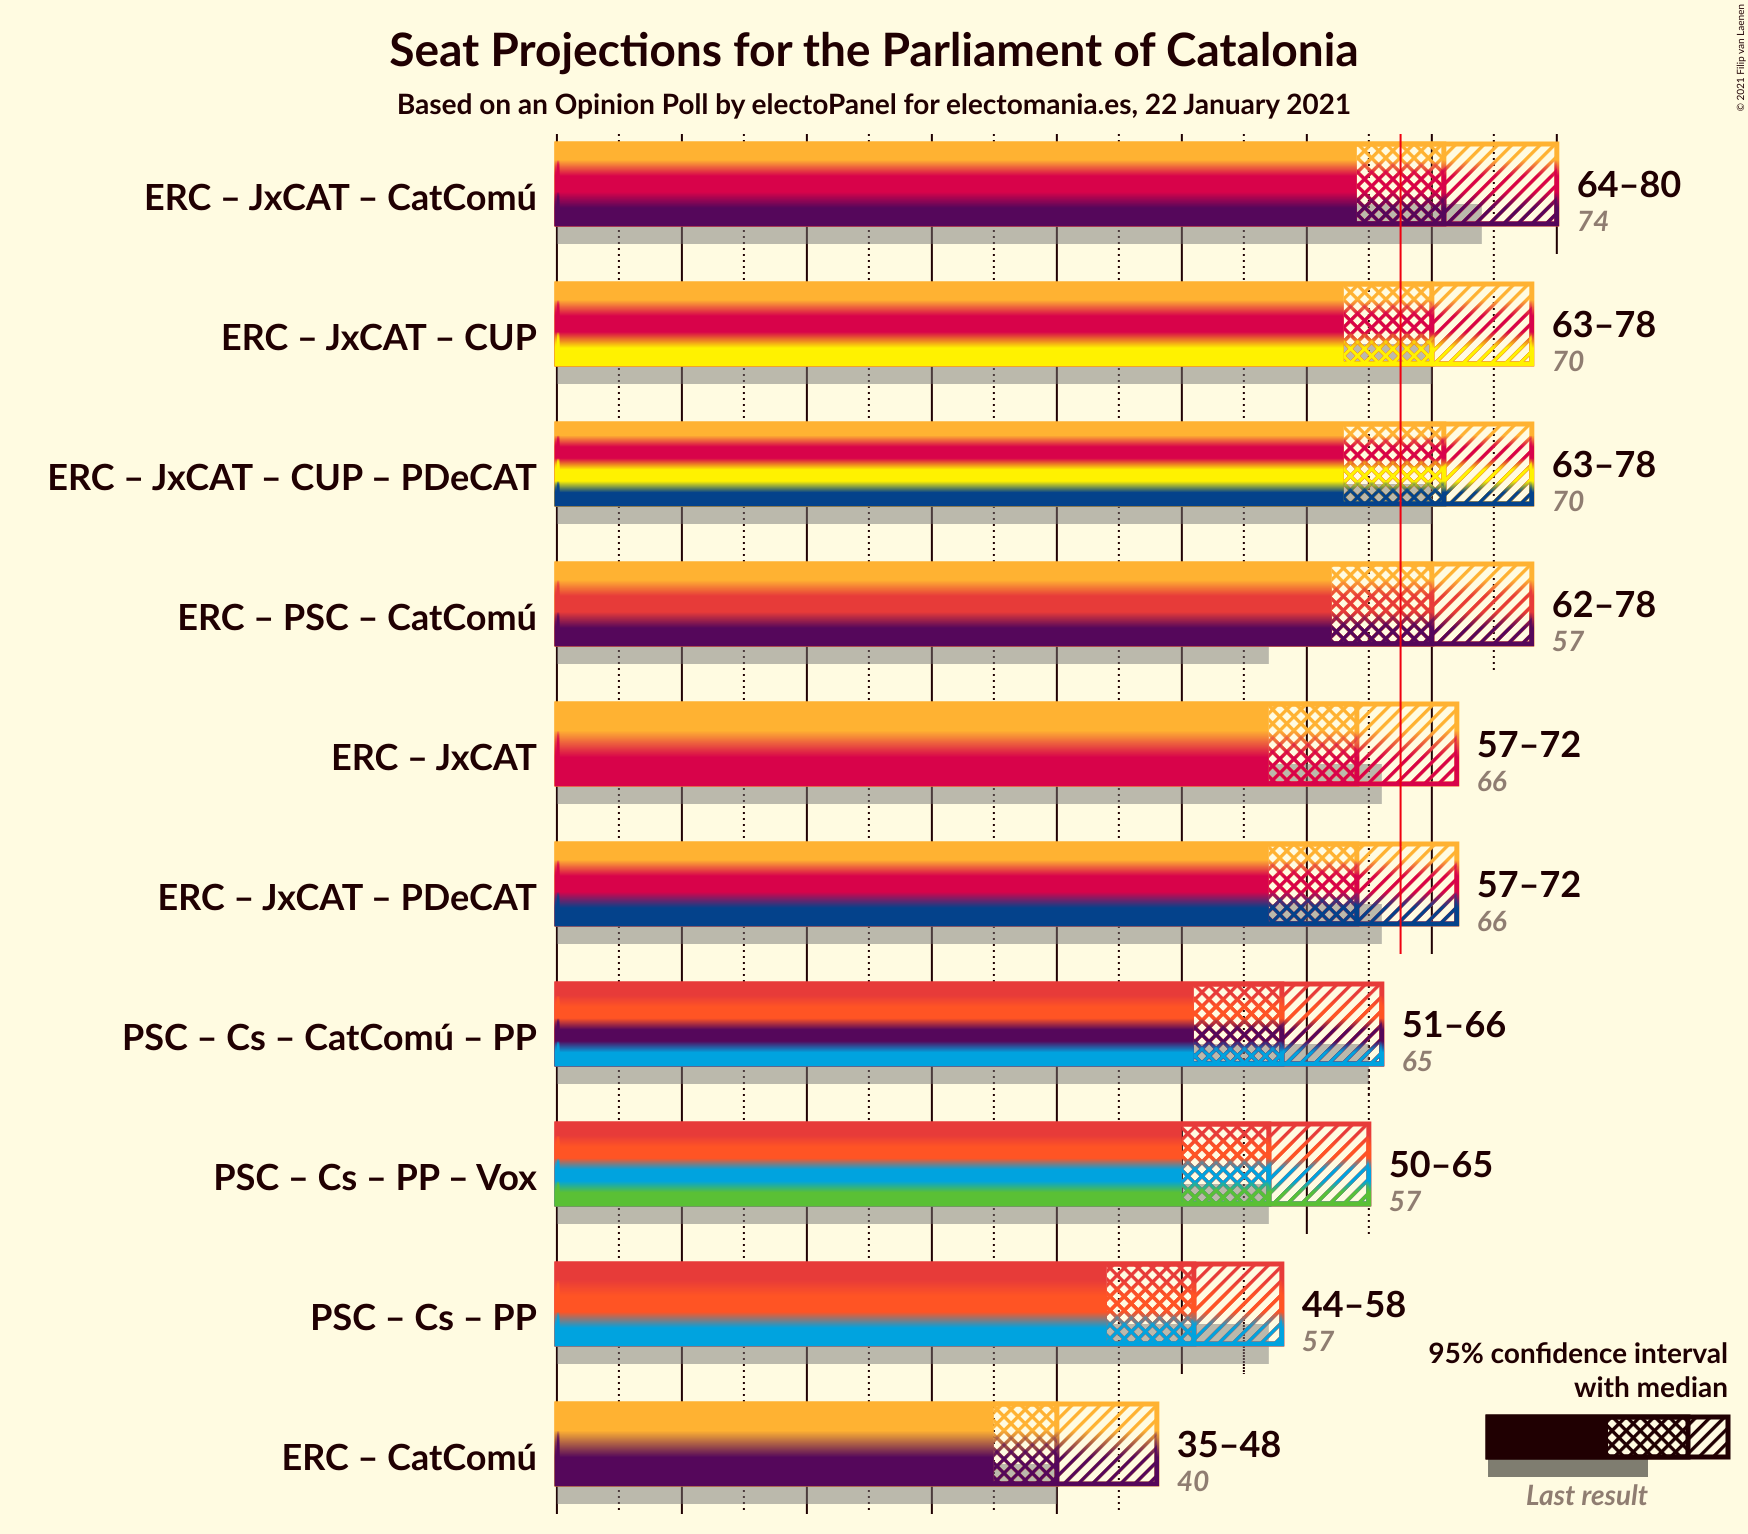 Seat Projections for the Parliament of Catalonia
Based on an Opinion Poll by electoPanel for electomania.es, 22 January 2021
© 2021 Filip van Laenen
ERC – JxCAT – CatComú
64–80
74
ERC – JxCAT – CUP
63–78
70
ERC – JxCAT – CUP – PDeCAT
63–78
70
ERC – PSC – CatComú
62–78
57
ERC – JxCAT
57–72
66
ERC – JxCAT – PDeCAT
57–72
66
PSC – Cs – CatComú – PP
51–66
65
PSC – Cs – PP – Vox
50–65
57
PSC – Cs – PP
44–58
57
ERC – CatComú
35–48
40
95% confidence interval
with median
Last result